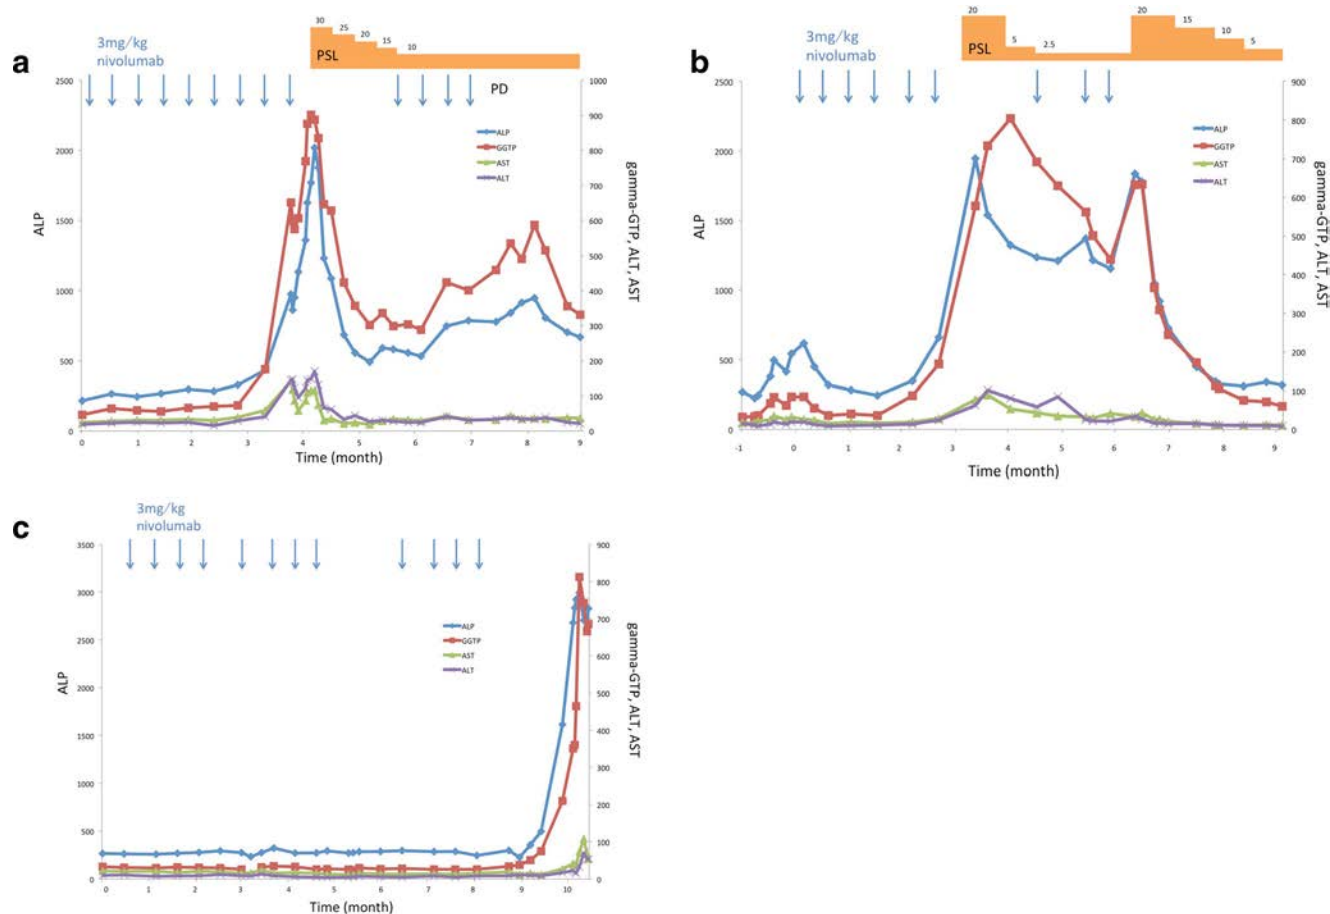 a
3mg/kg
nivolumab
30
25
20
15
10
PSL
PD
2500
2000
1500
1000
500
0
ALP
1000
900
800
700
600
500
400
300
200
100
0
gamma-GTP, ALT, AST
ALP
GGTP
AST
ALT
0 1 2 3 4 5 6 7 8 9
Time (month)
b
3mg/kg
nivolumab
20
5
2.5
20
15
10
5
PSL
2500
2000
1500
1000
500
0
ALP
900
800
700
600
500
400
300
200
100
0
gamma-GTP, ALT, AST
ALP
GGTP
AST
ALT
-1 0 1 2 3 4 5 6 7 8 9
Time (month)
c
3mg/kg
nivolumab
3500
3000
2500
2000
1500
1000
500
0
ALP
900
800
700
600
500
400
300
200
100
0
gamma-GTP, ALT, AST
ALP
GGTP
AST
ALT
0 1 2 3 4 5 6 7 8 9 10
Time (month)